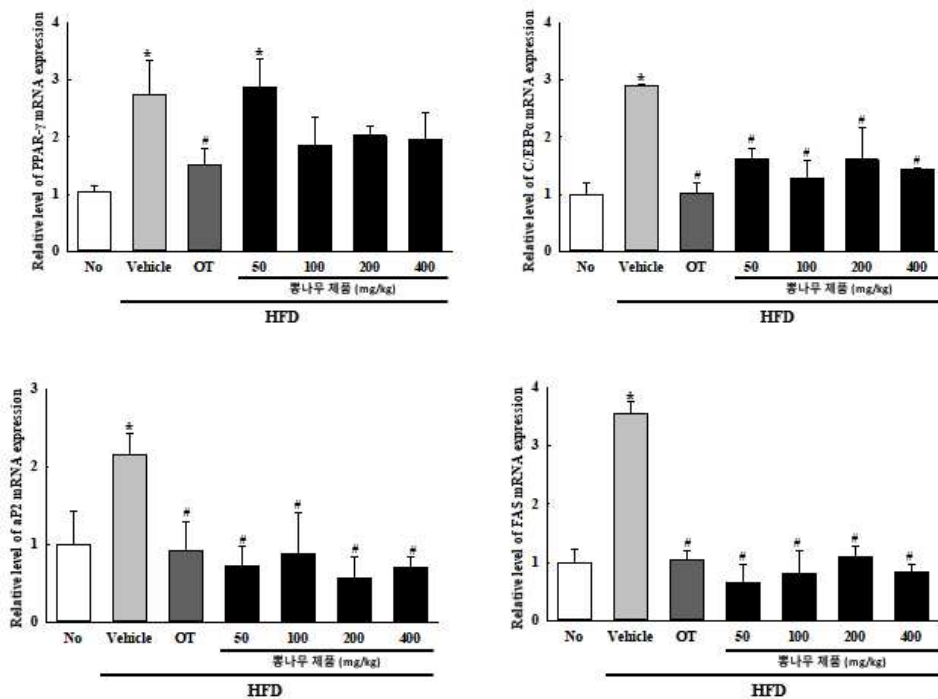 Relative level of PPAR-γ mRNA expression
4
3
2
1
0
*
#
*
No Vehicle OT 50 100 200 400
뽕나무 제품 (mg/kg)
HFD
Relative level of C/EBPα mRNA expression
4
3
2
1
0
*
#
#
#
#
#
No Vehicle OT 50 100 200 400
뽕나무 제품 (mg/kg)
HFD
Relative level of aP2 mRNA expression
3
2
1
0
*
#
#
#
#
#
No Vehicle OT 50 100 200 400
뽕나무 제품 (mg/kg)
HFD
Relative level of FAS mRNA expression
4
3
2
1
0
*
#
#
#
#
#
No Vehicle OT 50 100 200 400
뽕나무 제품 (mg/kg)
HFD